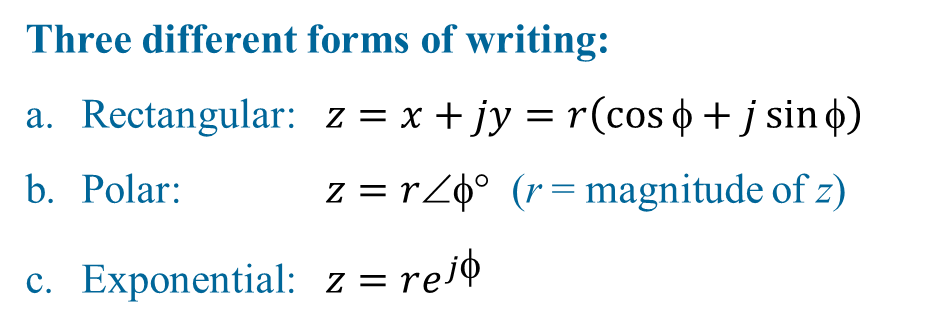 Three different forms of writing:
a. Rectangular: z = x + jy = r(cos ϕ + j sin ϕ)
b. Polar: z = r∠ϕ° (r = magnitude of z)
c. Exponential: z = re^{jϕ}